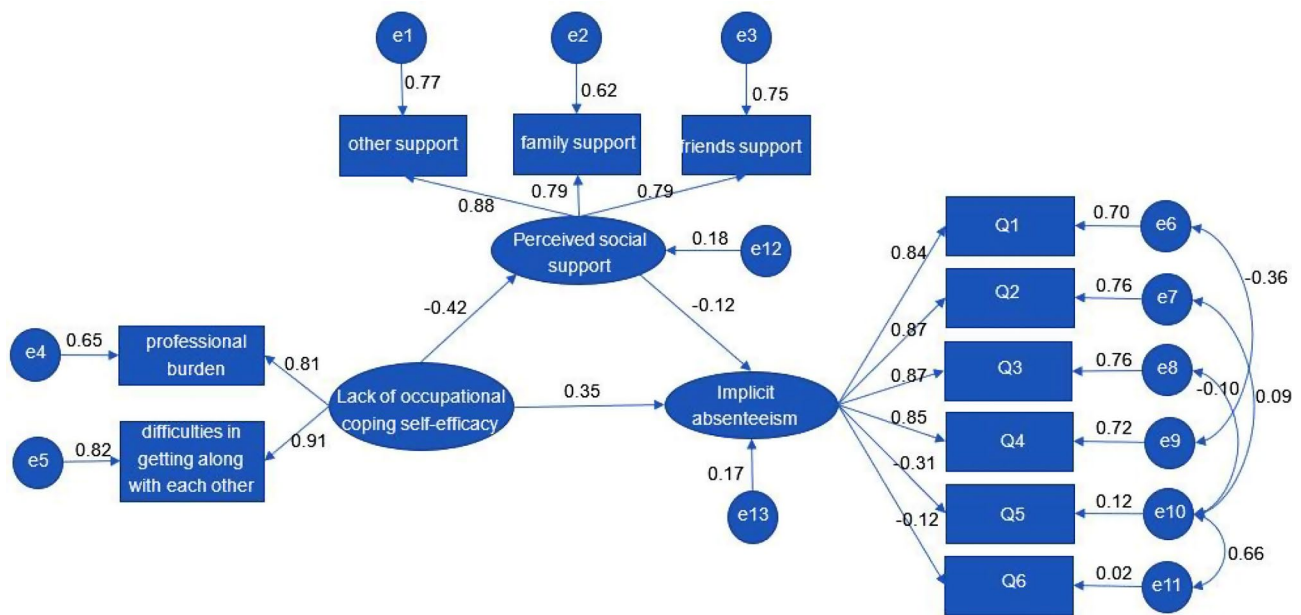 e1
e2
e3
0.77
0.62
0.75
other support
family support
friends support
0.88
0.79
0.79
Perceived social
support
0.18
e12
-0.42
-0.12
e4
0.65
professional
burden
0.81
e5
0.82
difficulties in
getting along
with each other
0.91
Lack of occupational
coping self-efficacy
0.35
Implicit
absenteeism
0.17
e13
0.84
0.87
0.87
0.85
-0.31
-0.12
Q1
0.70
e6
Q2
0.76
e7
Q3
0.76
e8
Q4
0.72
e9
Q5
0.12
e10
Q6
0.02
e11
-0.36
-0.10
0.09
0.66